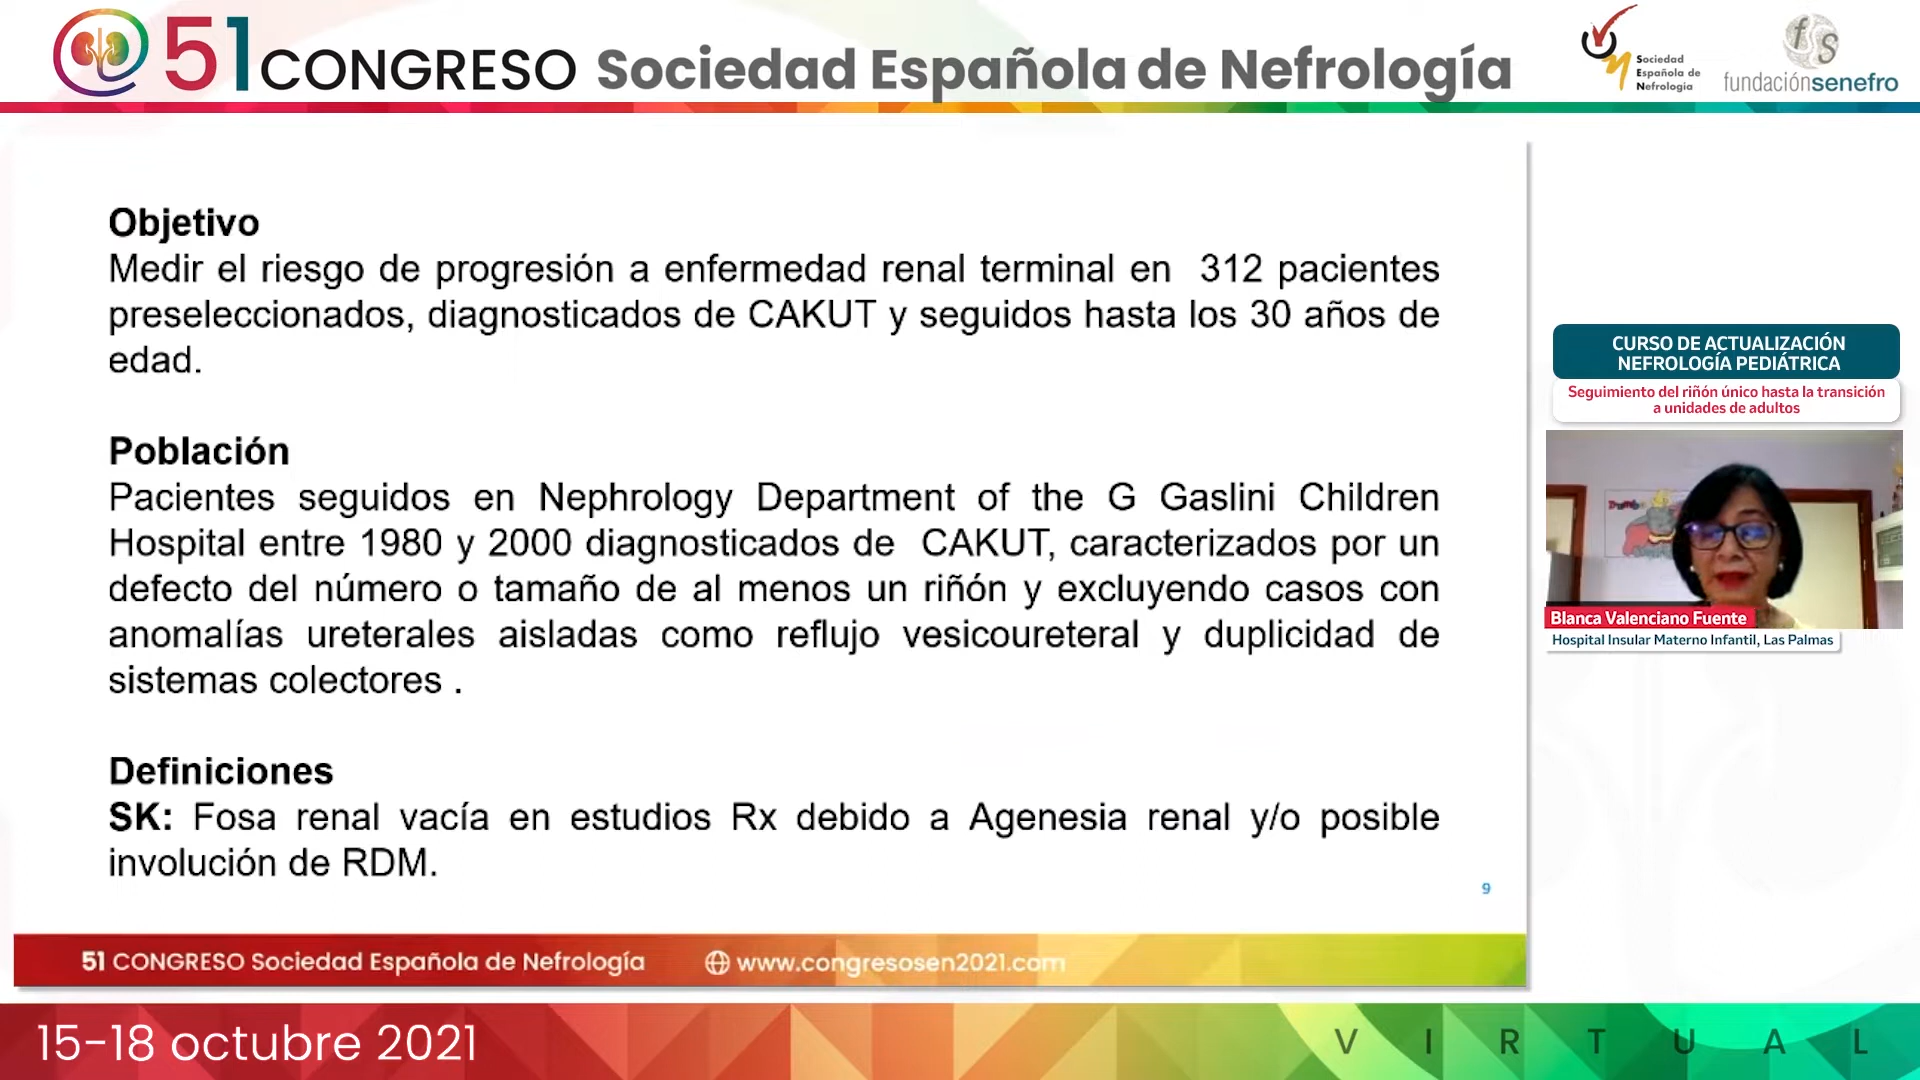 51 CONGRESO Sociedad Española de Nefrología
Sociedad
Española de
Nefrología
fs
fundaciónsenefro
Objetivo
Medir el riesgo de progresión a enfermedad renal terminal en 312 pacientes
preseleccionados, diagnosticados de CAKUT y seguidos hasta los 30 años de
edad.
Población
Pacientes seguidos en Nephrology Department of the G Gaslini Children
Hospital entre 1980 y 2000 diagnosticados de CAKUT, caracterizados por un
defecto del número o tamaño de al menos un riñón y excluyendo casos con
anomalías ureterales aisladas como reflujo vesicoureteral y duplicidad de
sistemas colectores .
Definiciones
SK: Fosa renal vacía en estudios Rx debido a Agenesia renal y/o posible
involución de RDM.
9
51 CONGRESO Sociedad Española de Nefrología www.congresosen2021.com
CURSO DE ACTUALIZACIÓN
NEFROLOGÍA PEDIÁTRICA
Seguimiento del riñón único hasta la transición
a unidades de adultos
Blanca Valenciano Fuente
Hospital Insular Materno Infantil, Las Palmas
15-18 octubre 2021
VIRTUAL